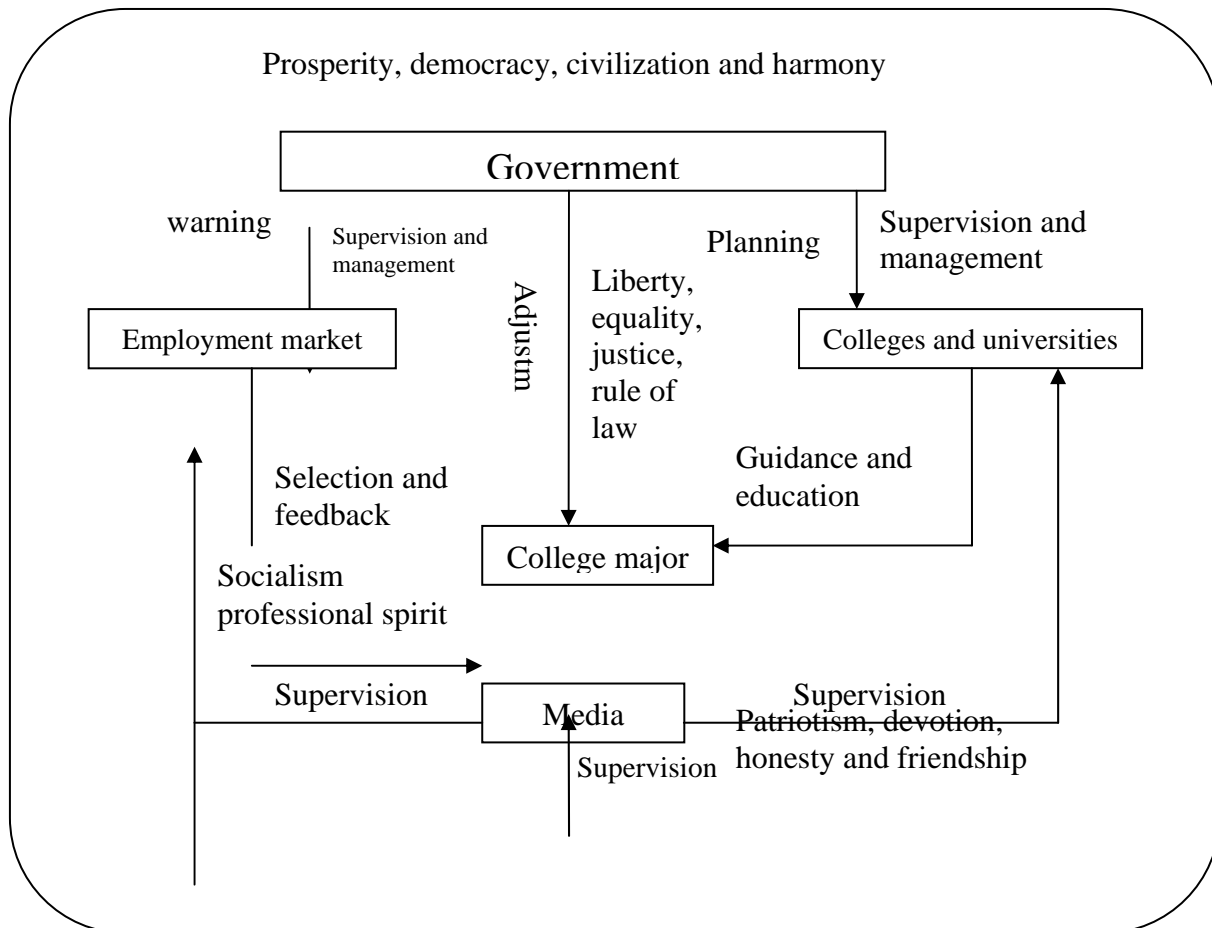 Prosperity, democracy, civilization and harmony
Government
warning
Supervision and
management
Planning
Supervision and
management
Adjustm
Liberty,
equality,
justice,
rule of
law
Employment market
Colleges and universities
Selection and
feedback
Guidance and
education
College major
Socialism
professional spirit
Supervision
Media
Supervision
Patriotism, devotion,
honesty and friendship
Supervision